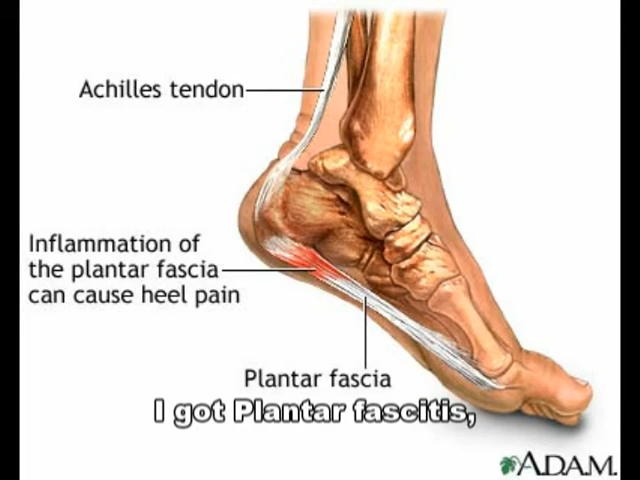 Achilles tendon
Inflammation of
the plantar fascia
can cause heel pain
Plantar fascia
I got Plantar fascitis,
A.D.A.M.